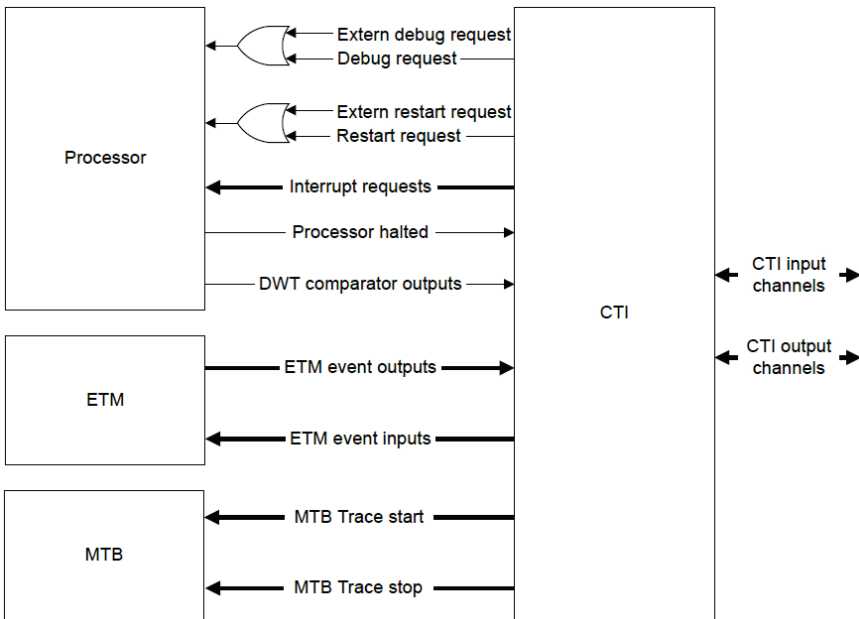 Extern debug request
Debug request
Extern restart request
Restart request
Processor
Interrupt requests
Processor halted
DWT comparator outputs
CTI
CTI input
channels
CTI output
channels
ETM
ETM event outputs
ETM event inputs
MTB
MTB Trace start
MTB Trace stop